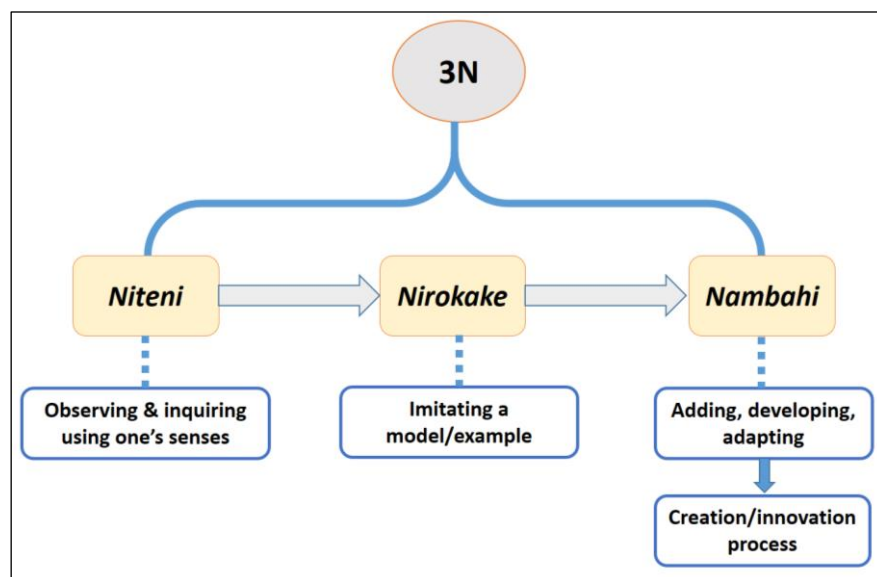 3N
Niteni
Nirokake
Nambahi
Observing & inquiring
using one's senses
Imitating a
model/example
Adding, developing,
adapting
Creation/innovation
process